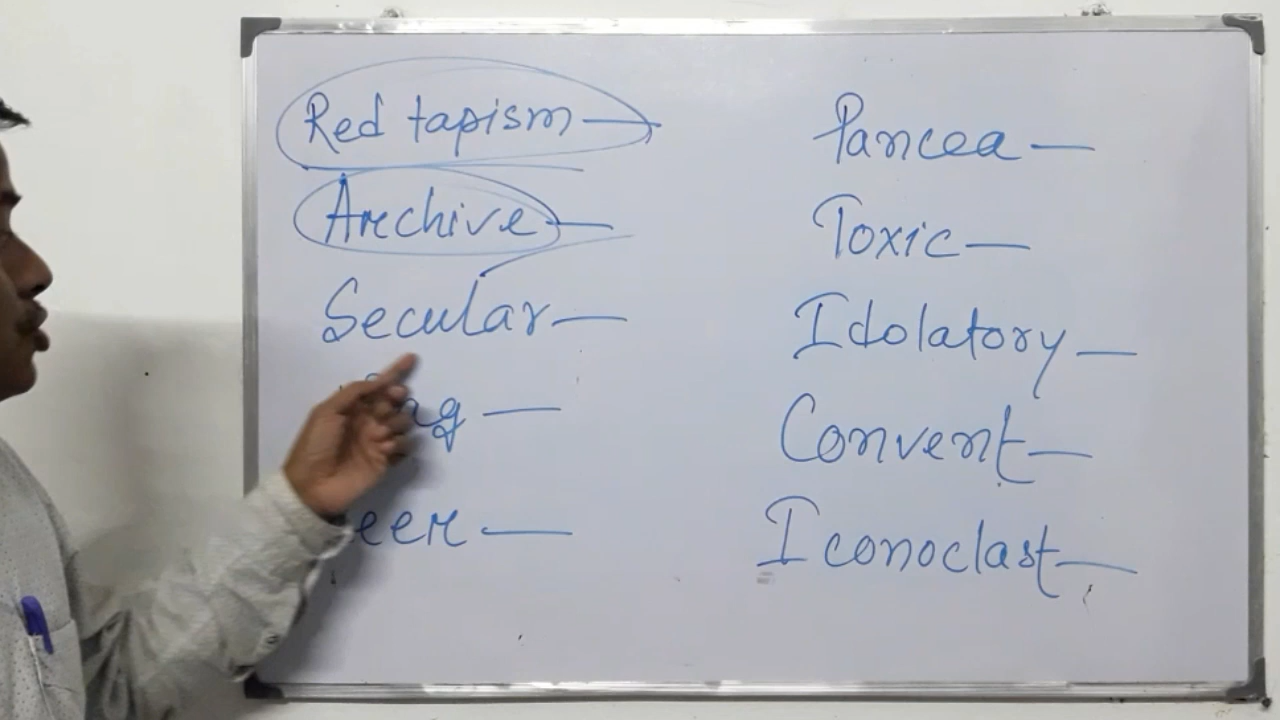 Red tapism —
Archive —
Secular —
Pancea —
Toxic —
Idolatory —
Convent —
Iconoclast —